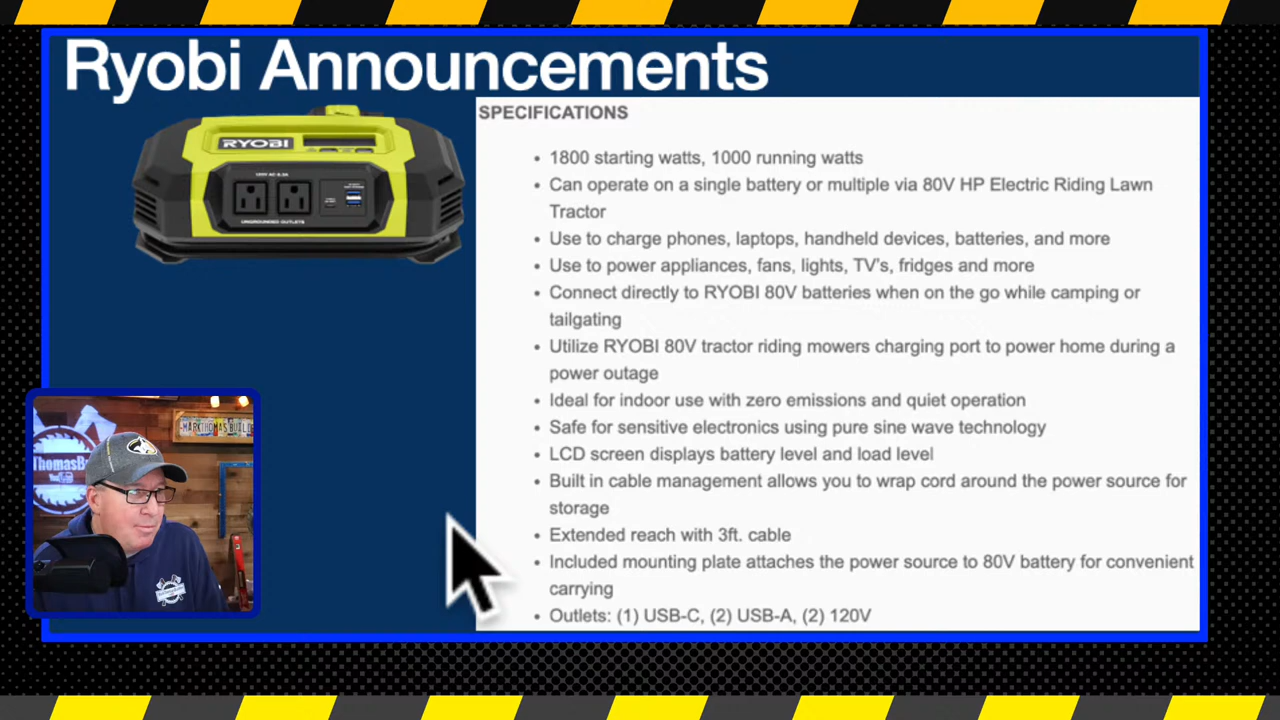 Ryobi Announcements
SPECIFICATIONS
• 1800 starting watts, 1000 running watts
• Can operate on a single battery or multiple via 80V HP Electric Riding Lawn
Tractor
• Use to charge phones, laptops, handheld devices, batteries, and more
• Use to power appliances, fans, lights, TV's, fridges and more
• Connect directly to RYOBI 80V batteries when on the go while camping or
tailgating
• Utilize RYOBI 80V tractor riding mowers charging port to power home during a
power outage
• Ideal for indoor use with zero emissions and quiet operation
• Safe for sensitive electronics using pure sine wave technology
• LCD screen displays battery level and load level
• Built in cable management allows you to wrap cord around the power source for
storage
• Extended reach with 3ft. cable
• Included mounting plate attaches the power source to 80V battery for convenient
carrying
• Outlets: (1) USB-C, (2) USB-A, (2) 120V
RYOBI
UNGROUNDED OUTLETS
MARKTHOMASBUILD